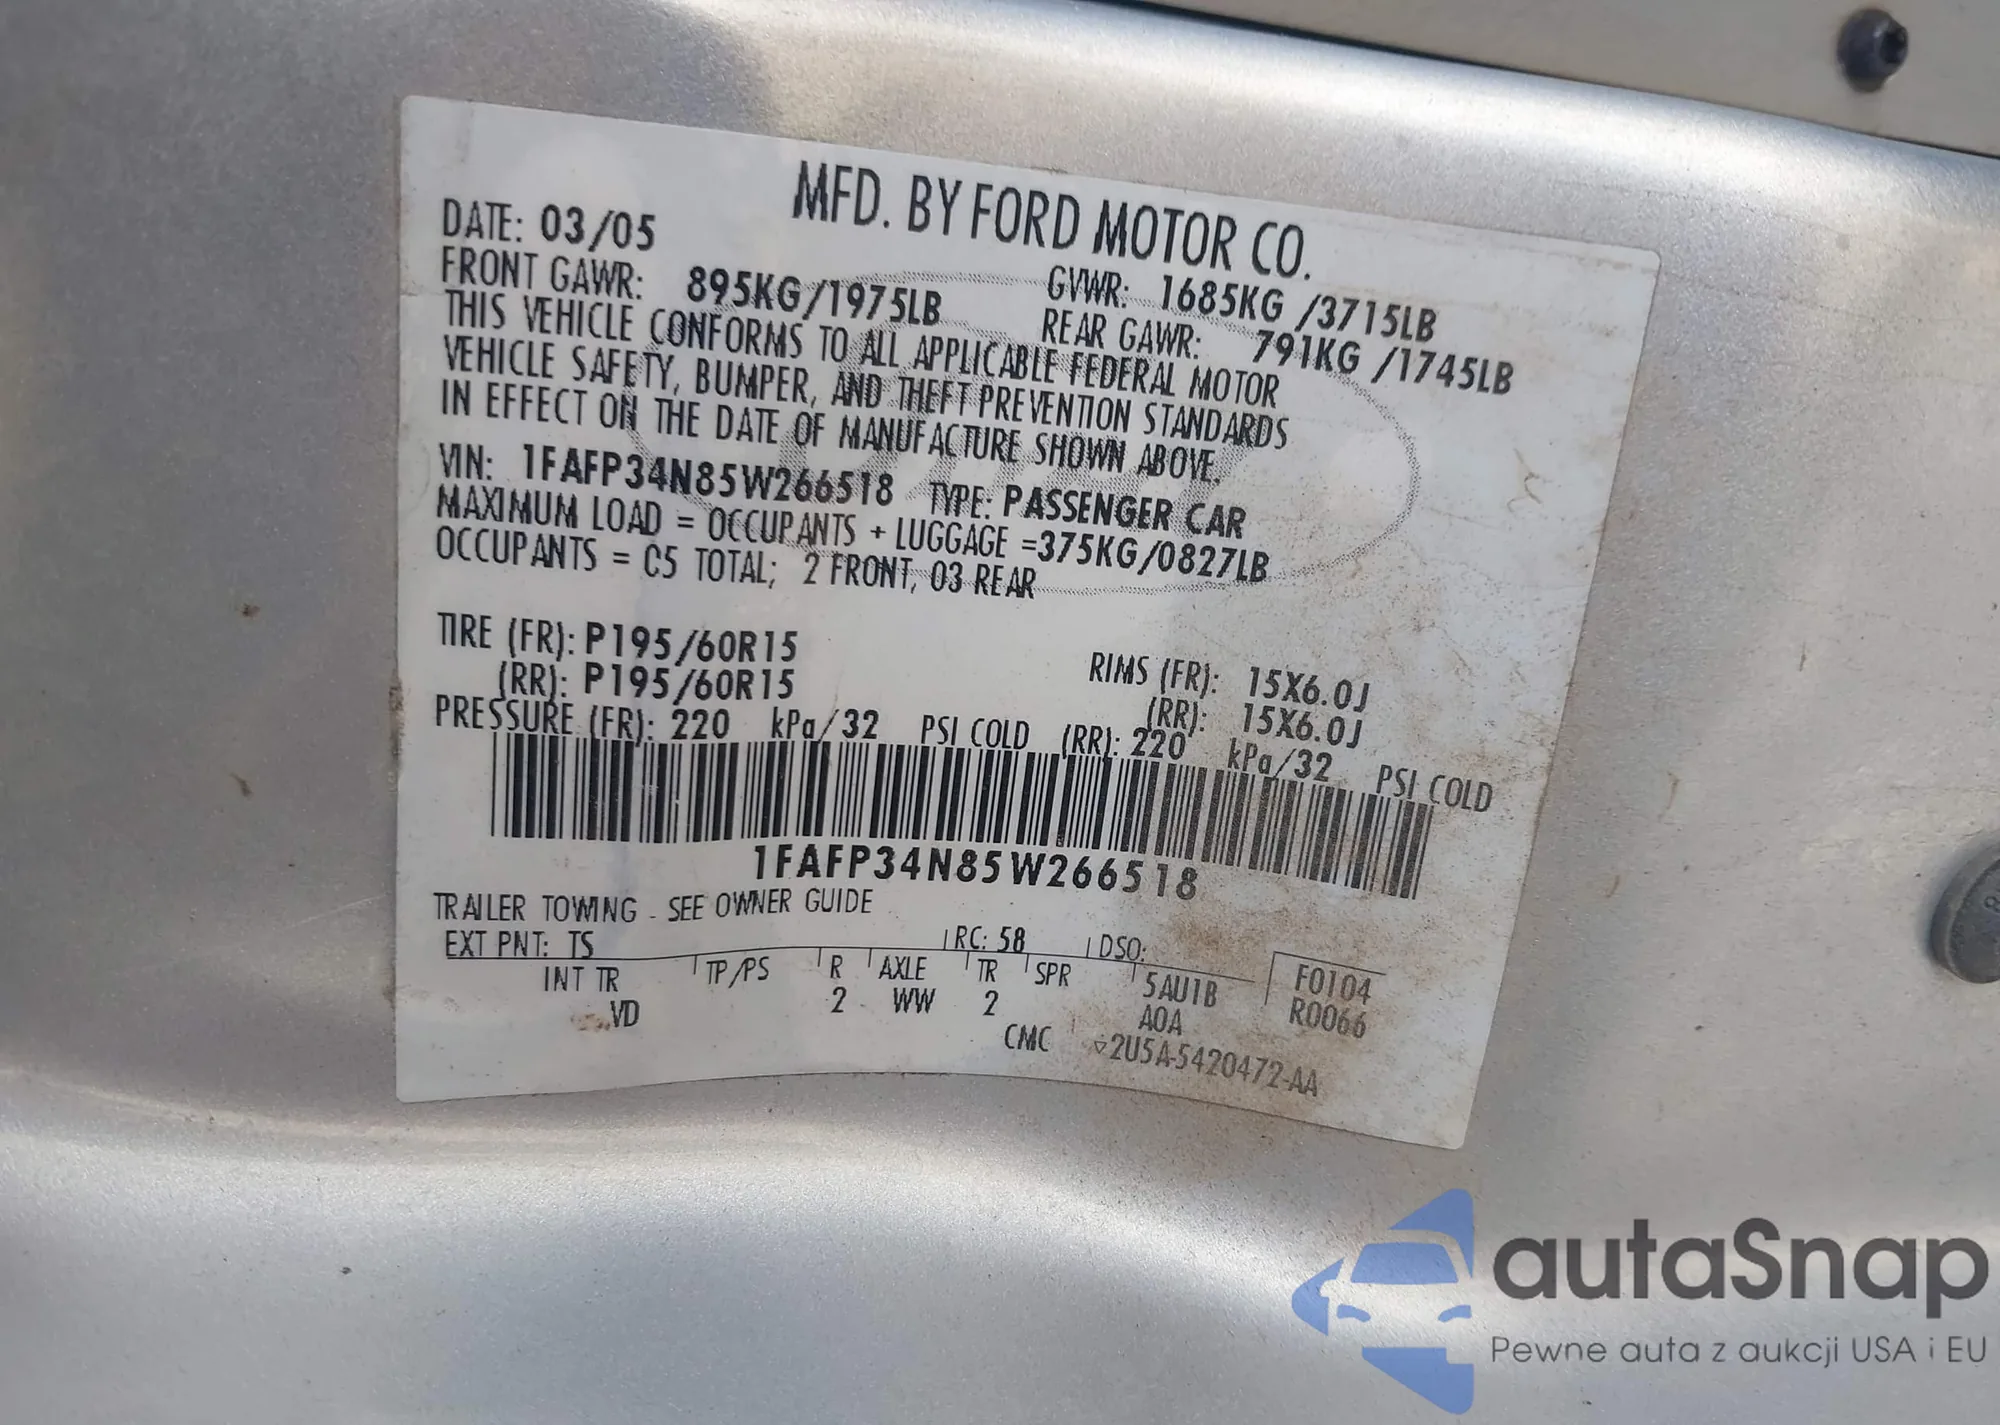 MFD. BY FORD MOTOR CO.
DATE: 03/05 GVWR: 1685KG /3715LB
FRONT GAWR: 895KG/1975LB REAR GAWR: 791KG /1745LB
THIS VEHICLE CONFORMS TO ALL APPLICABLE FEDERAL MOTOR
VEHICLE SAFETY, BUMPER, AND THEFT PREVENTION STANDARDS
IN EFFECT ON THE DATE OF MANUFACTURE SHOWN ABOVE.
VIN: 1FAFP34N85W266518 TYPE: PASSENGER CAR
MAXIMUM LOAD = OCCUPANTS + LUGGAGE =375KG/0827LB
OCCUPANTS = C5 TOTAL; 2 FRONT, 03 REAR
TIRE (FR): P195/60R15 RIMS (FR): 15X6.0J
(RR): P195/60R15 (RR): 15X6.0J
PRESSURE (FR): 220 kPa/32 PSI COLD (RR): 220 kPa/32 PSI COLD
1FAFP34N85W266518
TRAILER TOWING - SEE OWNER GUIDE
EXT PNT: TS RC: 58 DSO:
INT TR TP/PS R AXLE TR SPR 5AU1B F0104
VD 2 WW 2 AOA R0066
CMC ▽2U5A-5420472-AA
autaSnap
Pewne auta z aukcji USA i EU